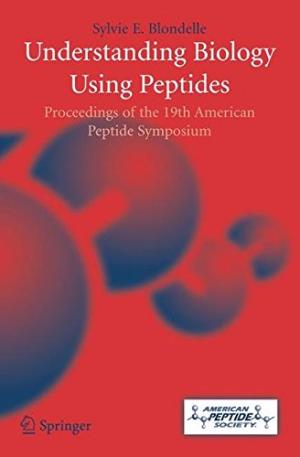 Sylvie E. Blondelle
Understanding Biology
Using Peptides
Proceedings of the 19th American
Peptide Symposium
Springer
AMERICAN
PEPTIDE
SOCIETY